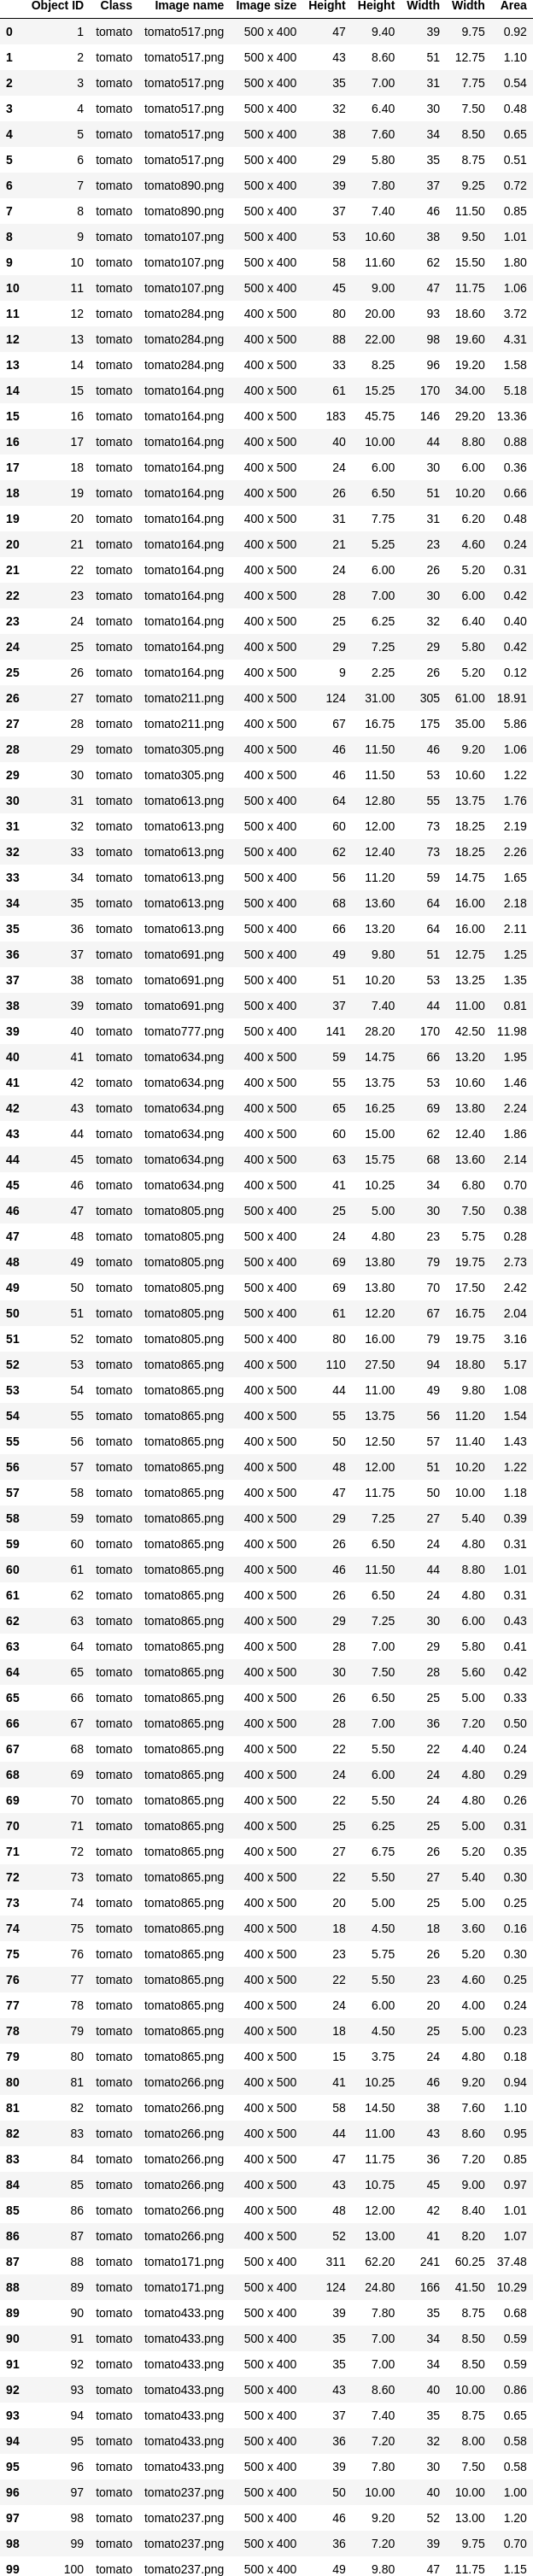 Object ID Class Image name Image size Height Height Width Width Area
0 1 tomato tomato517.png 500 x 400 47 9.40 39 9.75 0.92
1 2 tomato tomato517.png 500 x 400 43 8.60 51 12.75 1.10
2 3 tomato tomato517.png 500 x 400 35 7.00 31 7.75 0.54
3 4 tomato tomato517.png 500 x 400 32 6.40 30 7.50 0.48
4 5 tomato tomato517.png 500 x 400 38 7.60 34 8.50 0.65
5 6 tomato tomato517.png 500 x 400 29 5.80 35 8.75 0.51
6 7 tomato tomato890.png 500 x 400 39 7.80 37 9.25 0.72
7 8 tomato tomato890.png 500 x 400 37 7.40 46 11.50 0.85
8 9 tomato tomato107.png 500 x 400 53 10.60 38 9.50 1.01
9 10 tomato tomato107.png 500 x 400 58 11.60 62 15.50 1.80
10 11 tomato tomato107.png 500 x 400 45 9.00 47 11.75 1.06
11 12 tomato tomato284.png 400 x 500 80 20.00 93 18.60 3.72
12 13 tomato tomato284.png 400 x 500 88 22.00 98 19.60 4.31
13 14 tomato tomato284.png 400 x 500 33 8.25 96 19.20 1.58
14 15 tomato tomato164.png 400 x 500 61 15.25 170 34.00 5.18
15 16 tomato tomato164.png 400 x 500 183 45.75 146 29.20 13.36
16 17 tomato tomato164.png 400 x 500 40 10.00 44 8.80 0.88
17 18 tomato tomato164.png 400 x 500 24 6.00 30 6.00 0.36
18 19 tomato tomato164.png 400 x 500 26 6.50 51 10.20 0.66
19 20 tomato tomato164.png 400 x 500 31 7.75 31 6.20 0.48
20 21 tomato tomato164.png 400 x 500 21 5.25 23 4.60 0.24
21 22 tomato tomato164.png 400 x 500 24 6.00 26 5.20 0.31
22 23 tomato tomato164.png 400 x 500 28 7.00 30 6.00 0.42
23 24 tomato tomato164.png 400 x 500 25 6.25 32 6.40 0.40
24 25 tomato tomato164.png 400 x 500 29 7.25 29 5.80 0.42
25 26 tomato tomato164.png 400 x 500 9 2.25 26 5.20 0.12
26 27 tomato tomato211.png 400 x 500 124 31.00 305 61.00 18.91
27 28 tomato tomato211.png 400 x 500 67 16.75 175 35.00 5.86
28 29 tomato tomato305.png 400 x 500 46 11.50 46 9.20 1.06
29 30 tomato tomato305.png 400 x 500 46 11.50 53 10.60 1.22
30 31 tomato tomato613.png 500 x 400 64 12.80 55 13.75 1.76
31 32 tomato tomato613.png 500 x 400 60 12.00 73 18.25 2.19
32 33 tomato tomato613.png 500 x 400 62 12.40 73 18.25 2.26
33 34 tomato tomato613.png 500 x 400 56 11.20 59 14.75 1.65
34 35 tomato tomato613.png 500 x 400 68 13.60 64 16.00 2.18
35 36 tomato tomato613.png 500 x 400 66 13.20 64 16.00 2.11
36 37 tomato tomato691.png 500 x 400 49 9.80 51 12.75 1.25
37 38 tomato tomato691.png 500 x 400 51 10.20 53 13.25 1.35
38 39 tomato tomato691.png 500 x 400 37 7.40 44 11.00 0.81
39 40 tomato tomato777.png 500 x 400 141 28.20 170 42.50 11.98
40 41 tomato tomato634.png 400 x 500 59 14.75 66 13.20 1.95
41 42 tomato tomato634.png 400 x 500 55 13.75 53 10.60 1.46
42 43 tomato tomato634.png 400 x 500 65 16.25 69 13.80 2.24
43 44 tomato tomato634.png 400 x 500 60 15.00 62 12.40 1.86
44 45 tomato tomato634.png 400 x 500 63 15.75 68 13.60 2.14
45 46 tomato tomato634.png 400 x 500 41 10.25 34 6.80 0.70
46 47 tomato tomato805.png 500 x 400 25 5.00 30 7.50 0.38
47 48 tomato tomato805.png 500 x 400 24 4.80 23 5.75 0.28
48 49 tomato tomato805.png 500 x 400 69 13.80 79 19.75 2.73
49 50 tomato tomato805.png 500 x 400 69 13.80 70 17.50 2.42
50 51 tomato tomato805.png 500 x 400 61 12.20 67 16.75 2.04
51 52 tomato tomato805.png 500 x 400 80 16.00 79 19.75 3.16
52 53 tomato tomato865.png 400 x 500 110 27.50 94 18.80 5.17
53 54 tomato tomato865.png 400 x 500 44 11.00 49 9.80 1.08
54 55 tomato tomato865.png 400 x 500 55 13.75 56 11.20 1.54
55 56 tomato tomato865.png 400 x 500 50 12.50 57 11.40 1.43
56 57 tomato tomato865.png 400 x 500 48 12.00 51 10.20 1.22
57 58 tomato tomato865.png 400 x 500 47 11.75 50 10.00 1.18
58 59 tomato tomato865.png 400 x 500 29 7.25 27 5.40 0.39
59 60 tomato tomato865.png 400 x 500 26 6.50 24 4.80 0.31
60 61 tomato tomato865.png 400 x 500 46 11.50 44 8.80 1.01
61 62 tomato tomato865.png 400 x 500 26 6.50 24 4.80 0.31
62 63 tomato tomato865.png 400 x 500 29 7.25 30 6.00 0.43
63 64 tomato tomato865.png 400 x 500 28 7.00 29 5.80 0.41
64 65 tomato tomato865.png 400 x 500 30 7.50 28 5.60 0.42
65 66 tomato tomato865.png 400 x 500 26 6.50 25 5.00 0.33
66 67 tomato tomato865.png 400 x 500 28 7.00 36 7.20 0.50
67 68 tomato tomato865.png 400 x 500 22 5.50 22 4.40 0.24
68 69 tomato tomato865.png 400 x 500 24 6.00 24 4.80 0.29
69 70 tomato tomato865.png 400 x 500 22 5.50 24 4.80 0.26
70 71 tomato tomato865.png 400 x 500 25 6.25 25 5.00 0.31
71 72 tomato tomato865.png 400 x 500 27 6.75 26 5.20 0.35
72 73 tomato tomato865.png 400 x 500 22 5.50 27 5.40 0.30
73 74 tomato tomato865.png 400 x 500 20 5.00 25 5.00 0.25
74 75 tomato tomato865.png 400 x 500 18 4.50 18 3.60 0.16
75 76 tomato tomato865.png 400 x 500 23 5.75 26 5.20 0.30
76 77 tomato tomato865.png 400 x 500 22 5.50 23 4.60 0.25
77 78 tomato tomato865.png 400 x 500 24 6.00 20 4.00 0.24
78 79 tomato tomato865.png 400 x 500 18 4.50 25 5.00 0.23
79 80 tomato tomato865.png 400 x 500 15 3.75 24 4.80 0.18
80 81 tomato tomato266.png 400 x 500 41 10.25 46 9.20 0.94
81 82 tomato tomato266.png 400 x 500 58 14.50 38 7.60 1.10
82 83 tomato tomato266.png 400 x 500 44 11.00 43 8.60 0.95
83 84 tomato tomato266.png 400 x 500 47 11.75 36 7.20 0.85
84 85 tomato tomato266.png 400 x 500 43 10.75 45 9.00 0.97
85 86 tomato tomato266.png 400 x 500 48 12.00 42 8.40 1.01
86 87 tomato tomato266.png 400 x 500 52 13.00 41 8.20 1.07
87 88 tomato tomato171.png 500 x 400 311 62.20 241 60.25 37.48
88 89 tomato tomato171.png 500 x 400 124 24.80 166 41.50 10.29
89 90 tomato tomato433.png 500 x 400 39 7.80 35 8.75 0.68
90 91 tomato tomato433.png 500 x 400 35 7.00 34 8.50 0.59
91 92 tomato tomato433.png 500 x 400 35 7.00 34 8.50 0.59
92 93 tomato tomato433.png 500 x 400 43 8.60 40 10.00 0.86
93 94 tomato tomato433.png 500 x 400 37 7.40 35 8.75 0.65
94 95 tomato tomato433.png 500 x 400 36 7.20 32 8.00 0.58
95 96 tomato tomato433.png 500 x 400 39 7.80 30 7.50 0.58
96 97 tomato tomato237.png 500 x 400 50 10.00 40 10.00 1.00
97 98 tomato tomato237.png 500 x 400 46 9.20 52 13.00 1.20
98 99 tomato tomato237.png 500 x 400 36 7.20 39 9.75 0.70
99 100 tomato tomato237.png 500 x 400 49 9.80 47 11.75 1.15